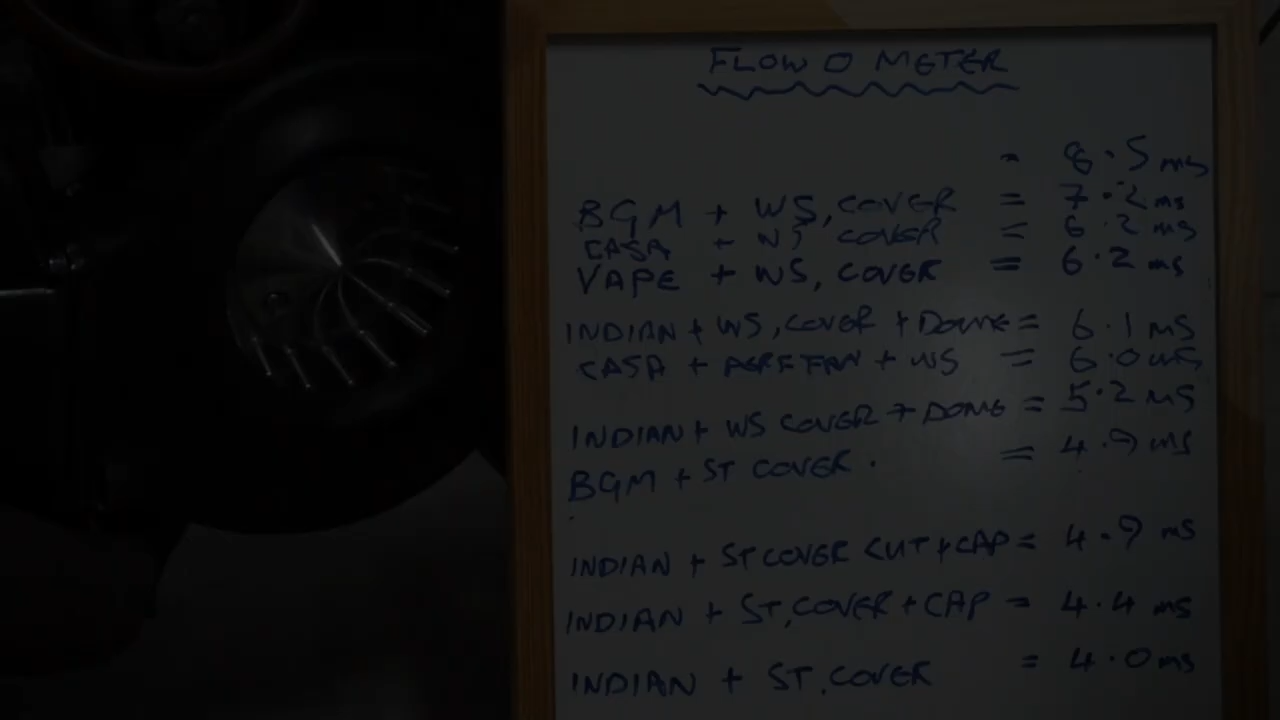 FLOW O METER
= 8.5 ms
BGM + WS, COVER = 7.2 ms
CASA + WS COVER = 6.2 ms
VAPE + WS, COVER = 6.2 ms
INDIAN + WS, COVER + DOME = 6.1 MS
CASA + + WS = 6.0 MS
INDIAN + WS COVER + DOME = 5.2 MS
BGM + ST COVER. = 4.9 MS
INDIAN + ST COVER CUT + CAP = 4.9 MS
INDIAN + ST, COVER + CAP = 4.4 MS
INDIAN + ST, COVER = 4.0 MS